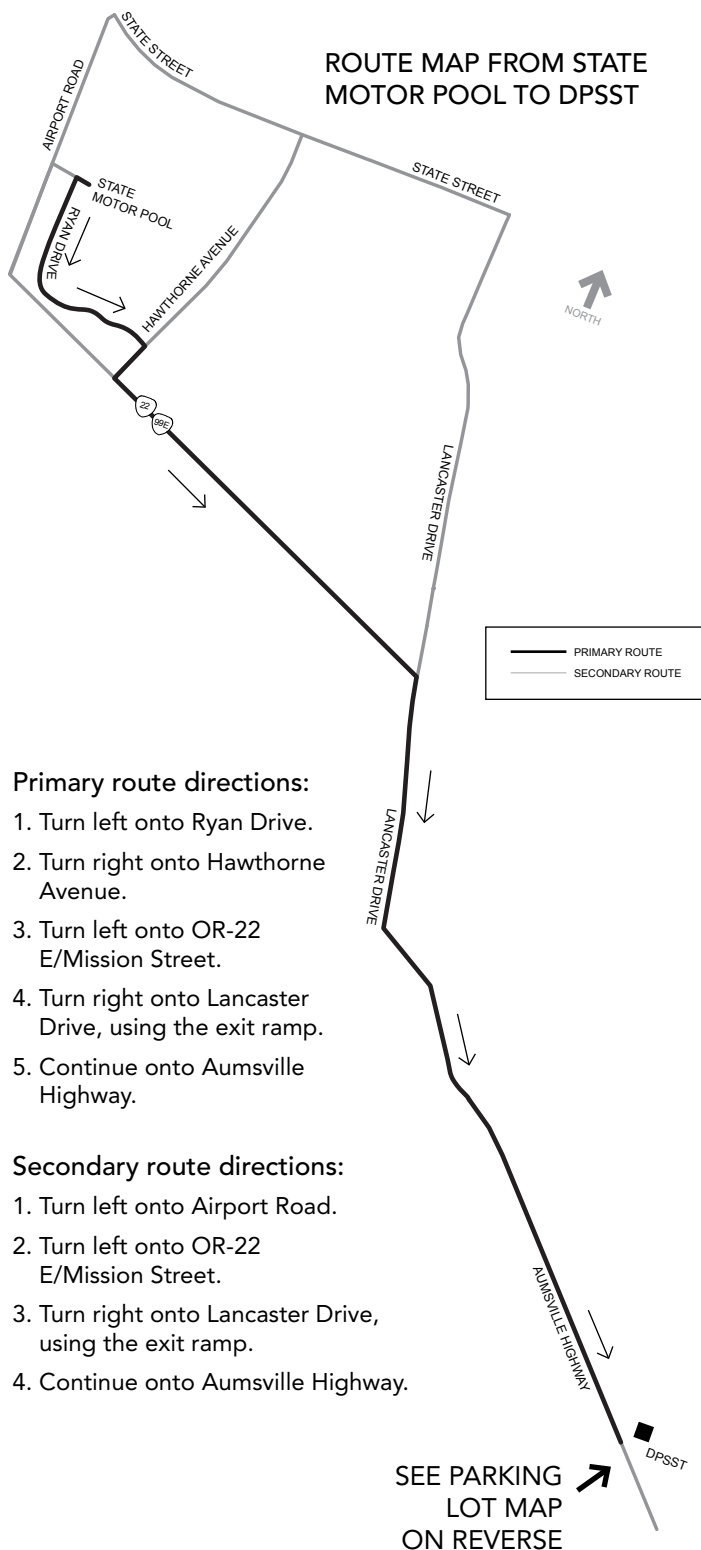 ROUTE MAP FROM STATE
MOTOR POOL TO DPSST
STATE STREET
AIRPORT ROAD
STATE STREET
STATE
MOTOR POOL
RYAN DRIVE
HAWTHORNE AVENUE
NORTH
22
99E
LANCASTER DRIVE
PRIMARY ROUTE
SECONDARY ROUTE
Primary route directions:
1. Turn left onto Ryan Drive.
2. Turn right onto Hawthorne
Avenue.
3. Turn left onto OR-22
E/Mission Street.
4. Turn right onto Lancaster
Drive, using the exit ramp.
5. Continue onto Aumsville
Highway.
LANCASTER DRIVE
Secondary route directions:
1. Turn left onto Airport Road.
2. Turn left onto OR-22
E/Mission Street.
3. Turn right onto Lancaster Drive,
using the exit ramp.
4. Continue onto Aumsville Highway.
AUMSVILLE HIGHWAY
DPSST
SEE PARKING
LOT MAP
ON REVERSE